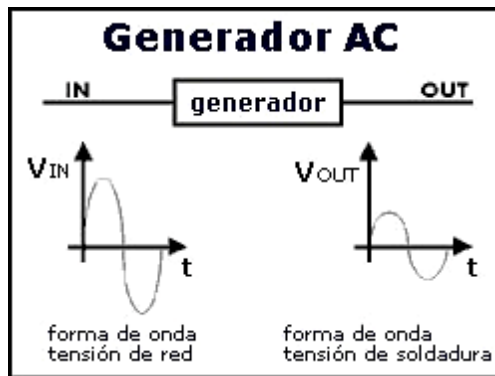 Generador AC
IN
generador
OUT
VIN
t
VOUT
t
forma de onda
tensión de red
forma de onda
tensión de soldadura